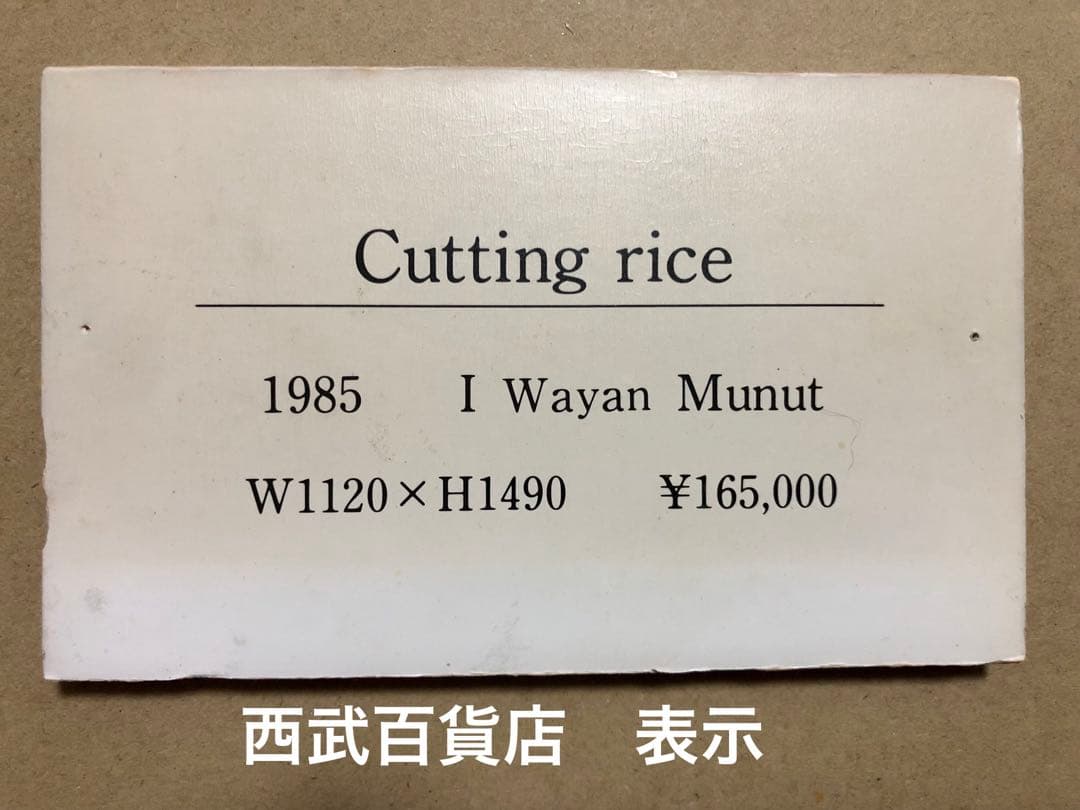 Cutting rice
1985 I Wayan Munut
W1120×H1490 ¥165,000
西武百貨店 表示